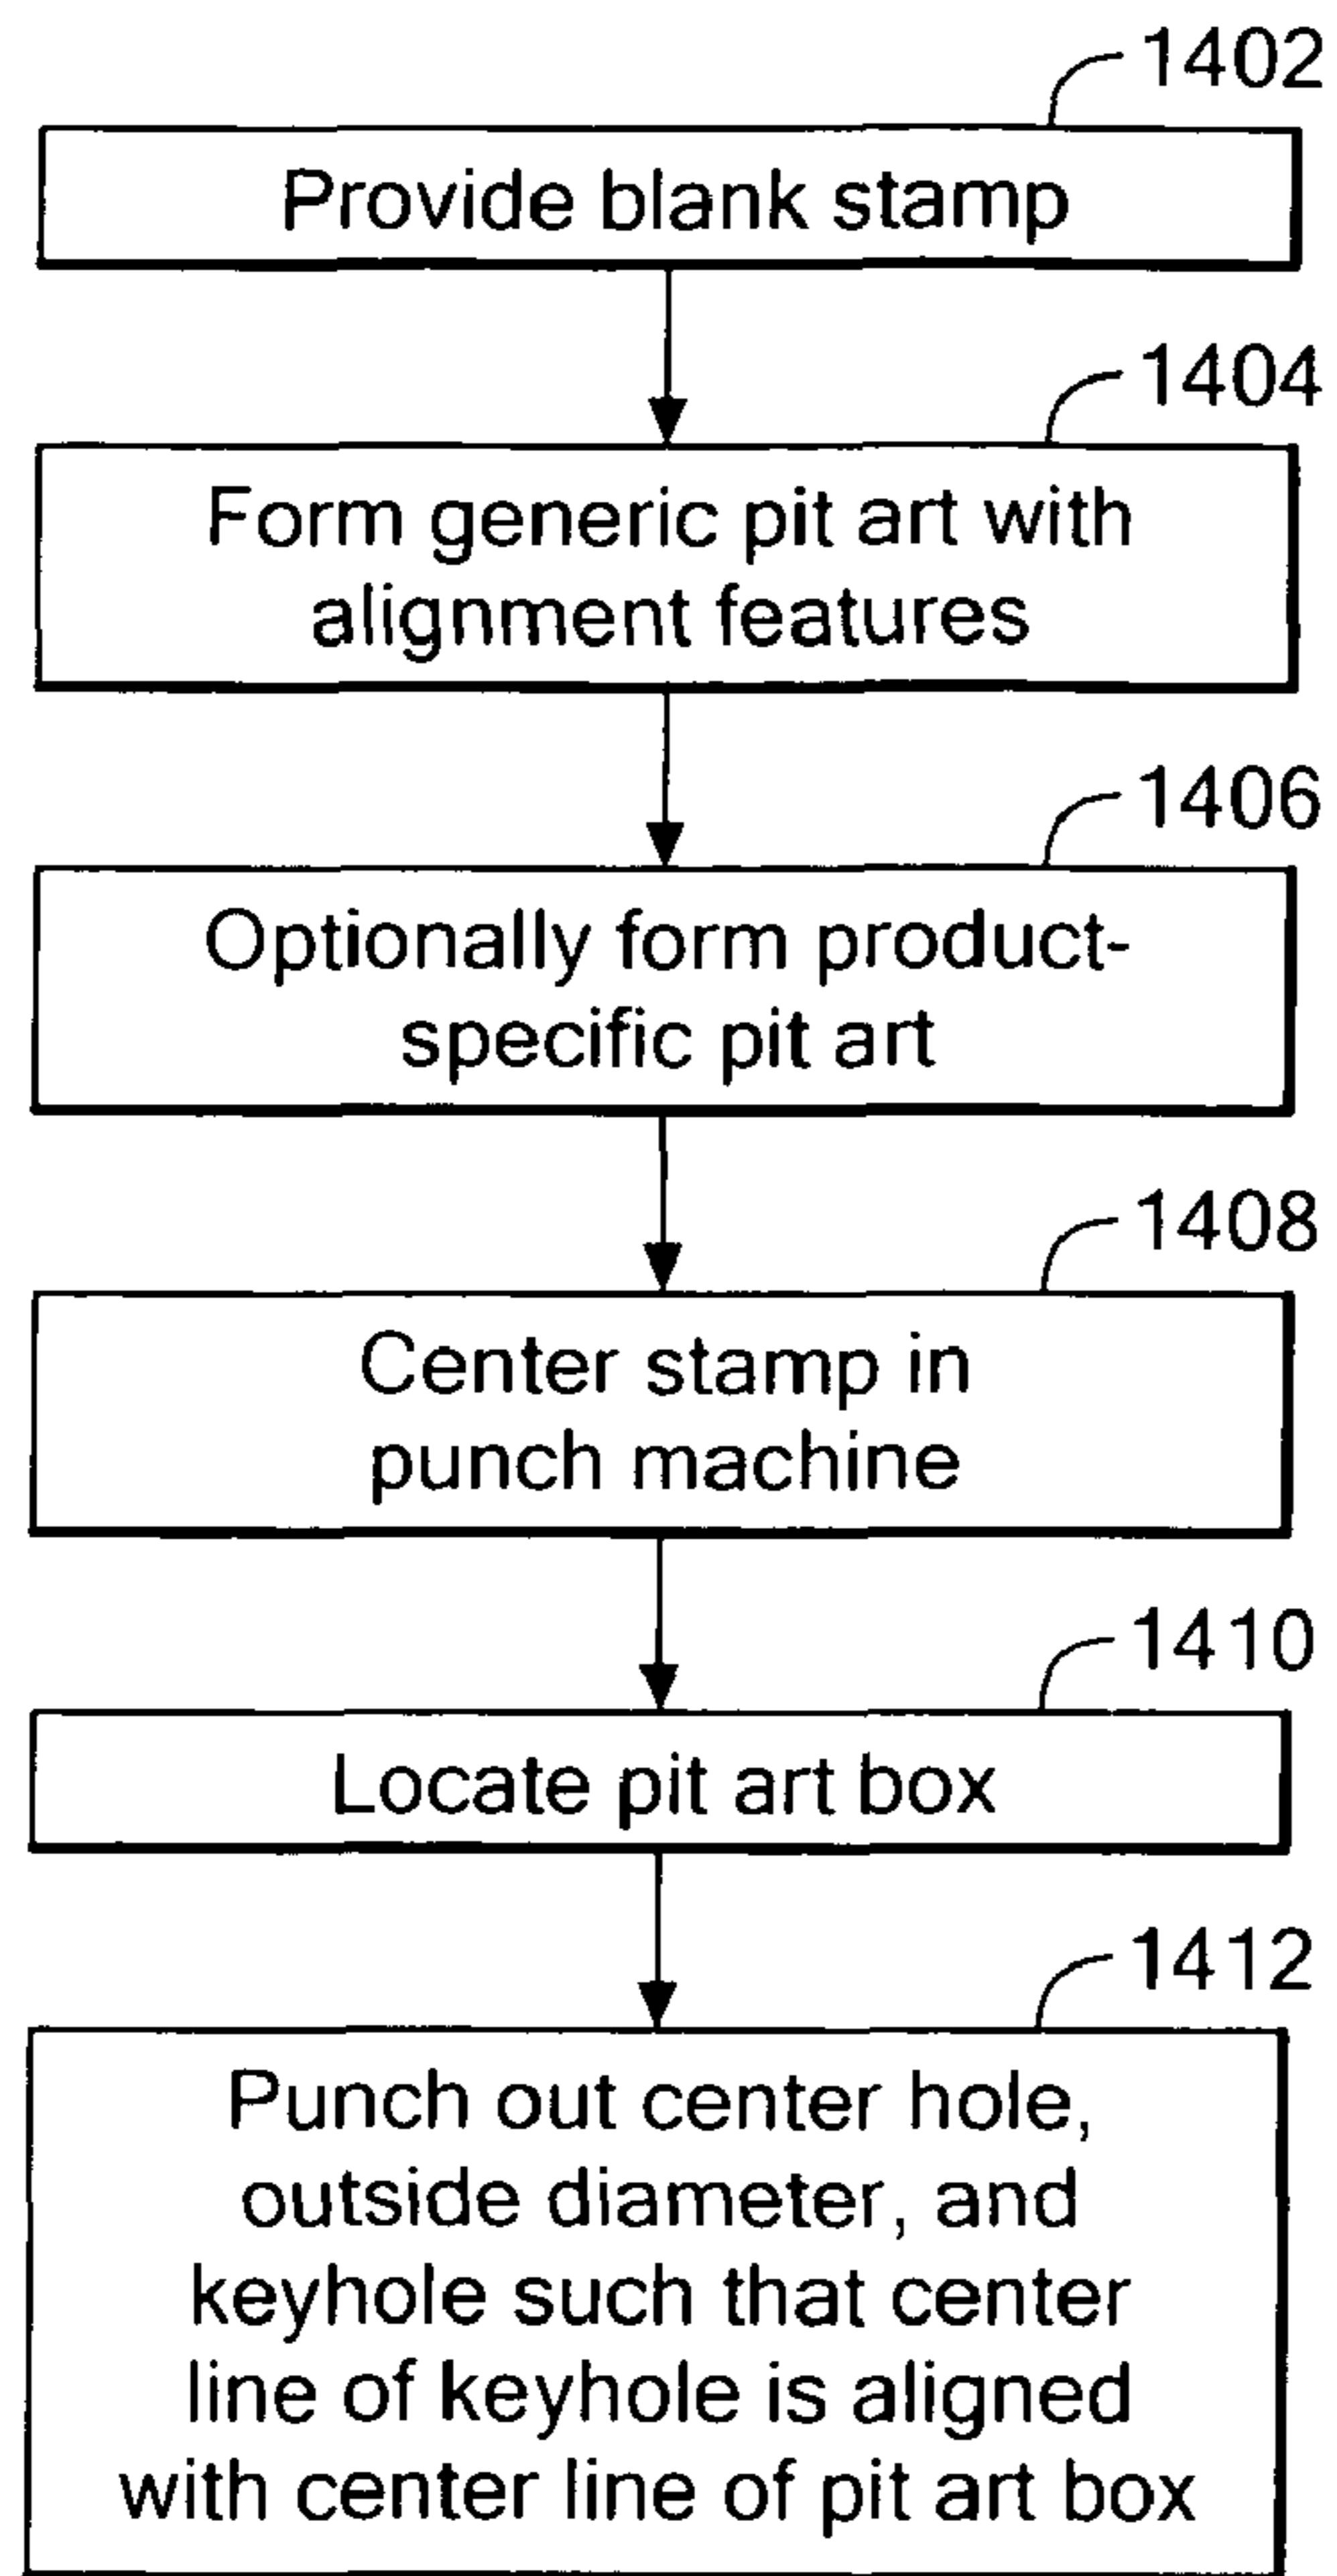 1402
Provide blank stamp
1404
Form generic pit art with
alignment features
1406
Optionally form product-
specific pit art
1408
Center stamp in
punch machine
1410
Locate pit art box
1412
Punch out center hole,
outside diameter, and
keyhole such that center
line of keyhole is aligned
with center line of pit art box